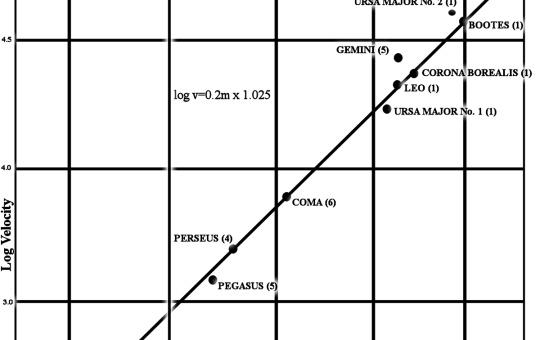 URSA MAJOR No. 2 (1)
BOOTES (1)
4.5
GEMINI (5)
CORONA BOREALIS (1)
LEO (1)
log v=0.2m x 1.025
URSA MAJOR No. 1 (1)
4.0
COMA (6)
Log Velocity
PERSEUS (4)
PEGASUS (5)
3.0